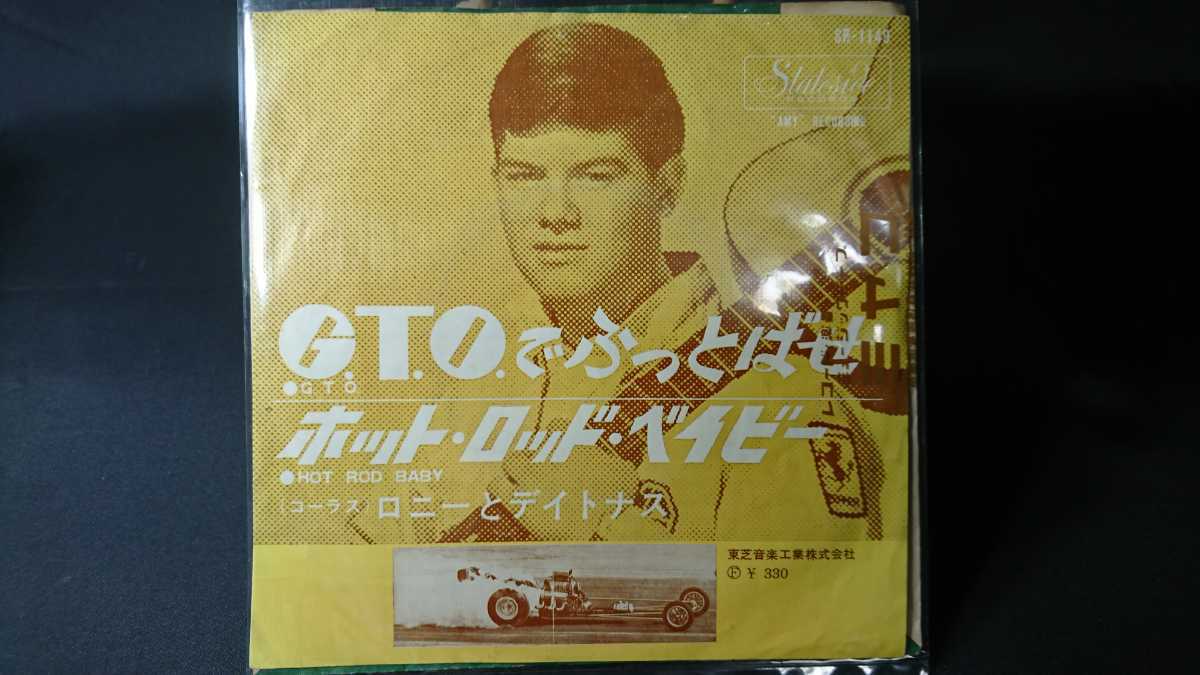 SR-1149
Stateside
RECORDS
"AMY" RECORDING
G.T.O.でぶっとばせ!
●G.T.O
ホット・ロッド・ベイビー
●HOT ROD BABY
(コーラス) ロニーとデイトナス
東芝音楽工業株式会社
Ⓕ ¥ 330